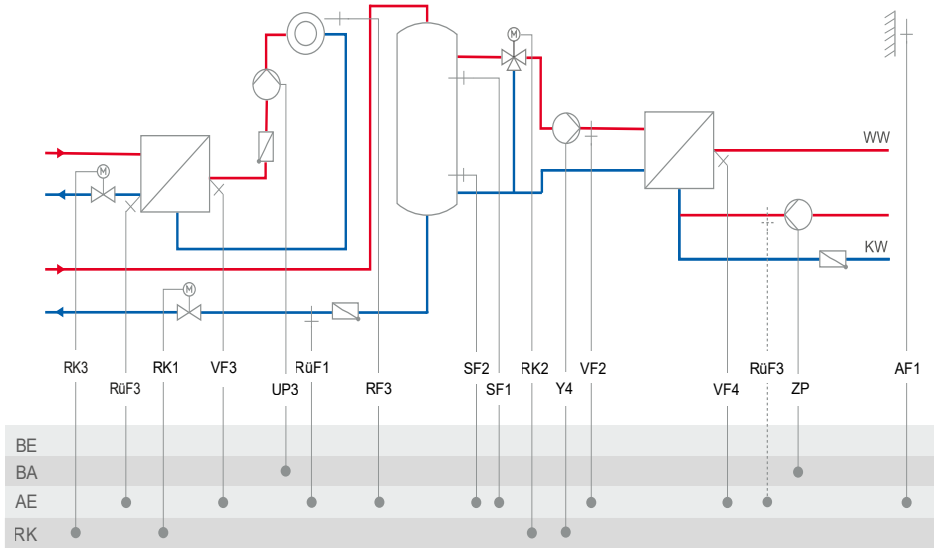 M
WW
M
KW
M
RK3 RK1 VF3 RüF1 SF2 RK2 VF2 RüF3 AF1
RüF3 UP3 RF3 SF1 Y4 VF4 ZP
BE
BA
AE
RK